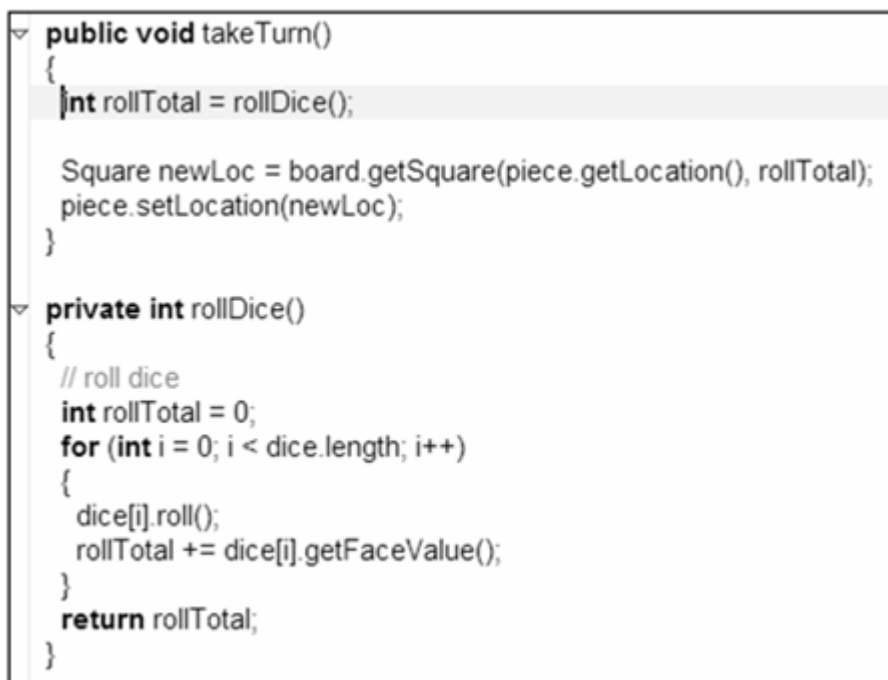 public void takeTurn()
{
int rollTotal = rollDice();
Square newLoc = board.getSquare(piece.getLocation(), rollTotal);
piece.setLocation(newLoc);
}
private int rollDice()
{
// roll dice
int rollTotal = 0;
for (int i = 0; i < dice.length; i++)
{
dice[i].roll();
rollTotal += dice[i].getFaceValue();
}
return rollTotal;
}